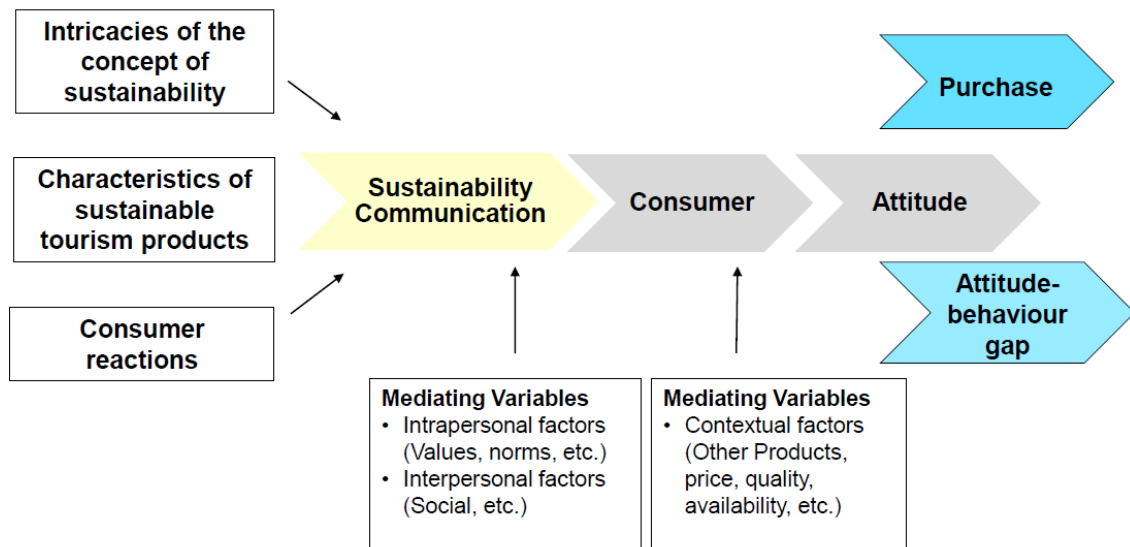 Intricacies of the
concept of
sustainability
Characteristics of
sustainable
tourism products
Consumer
reactions
Sustainability
Communication
Consumer
Attitude
Purchase
Attitude-
behaviour
gap
Mediating Variables
• Intrapersonal factors
(Values, norms, etc.)
• Interpersonal factors
(Social, etc.)
Mediating Variables
• Contextual factors
(Other Products,
price, quality,
availability, etc.)